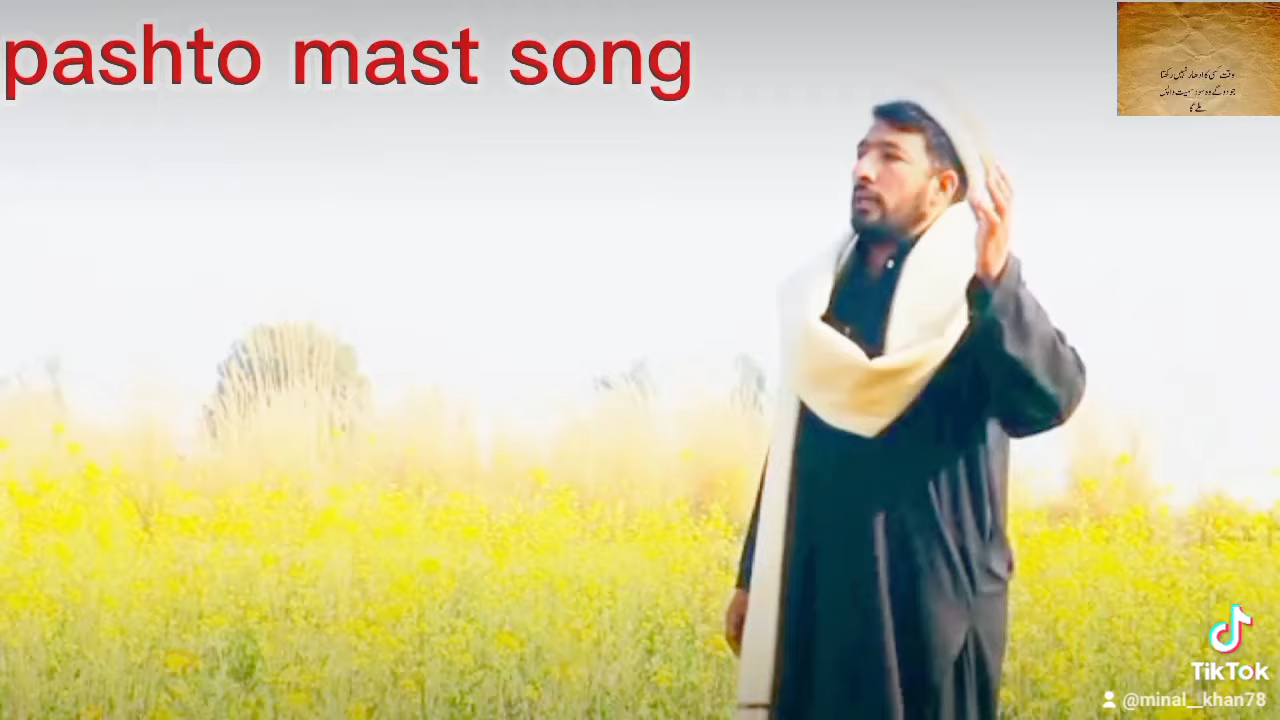 pashto mast song
وقت کسی کا ادھار نہیں رکھتا
جو دو گے وہ سود سمیت واپس
ملے گا
TikTok
@minal__khan78